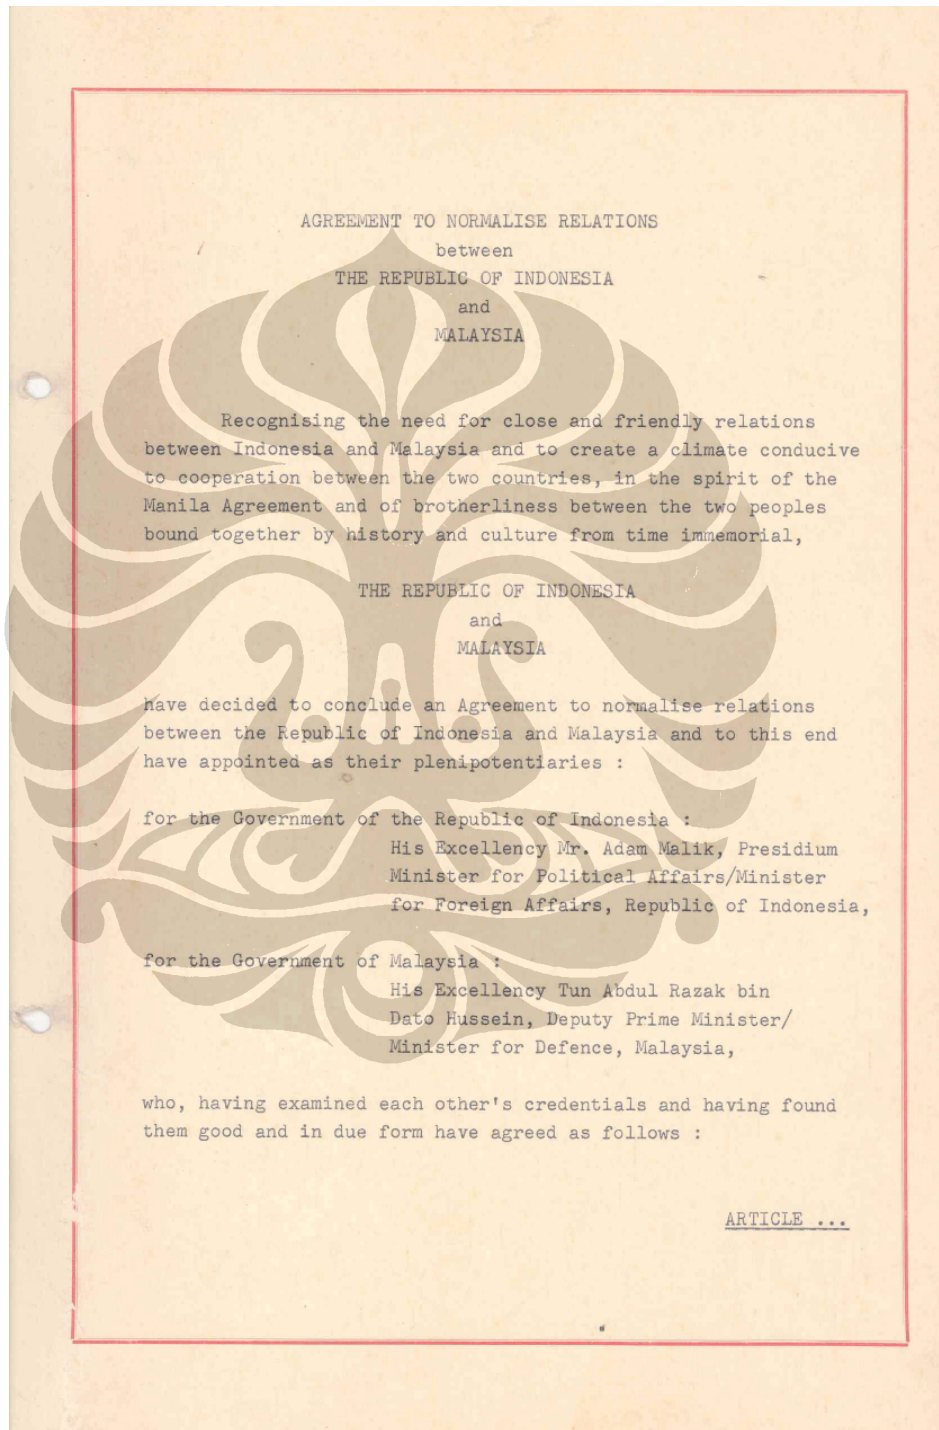 AGREEMENT TO NORMALISE RELATIONS
between
THE REPUBLIC OF INDONESIA
and
MALAYSIA
Recognising the need for close and friendly relations
between Indonesia and Malaysia and to create a climate conducive
to cooperation between the two countries, in the spirit of the
Manila Agreement and of brotherliness between the two peoples
bound together by history and culture from time immemorial,
THE REPUBLIC OF INDONESIA
and
MALAYSIA
have decided to conclude an Agreement to normalise relations
between the Republic of Indonesia and Malaysia and to this end
have appointed as their plenipotentiaries :
for the Government of the Republic of Indonesia :
His Excellency Mr. Adam Malik, Presidium
Minister for Political Affairs/Minister
for Foreign Affairs, Republic of Indonesia,
for the Government of Malaysia :
His Excellency Tun Abdul Razak bin
Dato Hussein, Deputy Prime Minister/
Minister for Defence, Malaysia,
who, having examined each other's credentials and having found
them good and in due form have agreed as follows :
ARTICLE ...